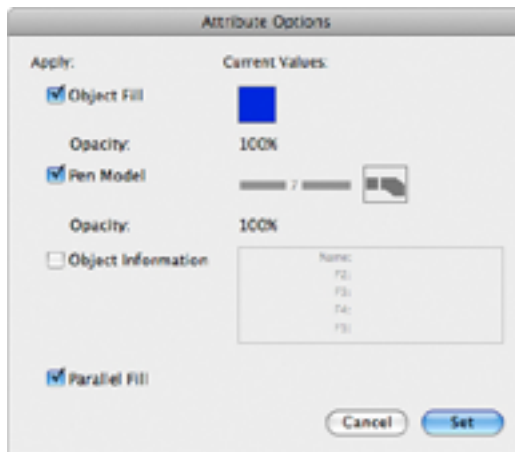 Attribute Options
Apply: Current Values:
Object Fill
Opacity: 100%
Pen Model
Opacity: 100%
Object Information Name:
F2:
F3:
F4:
F5:
Parallel Fill
Cancel Set